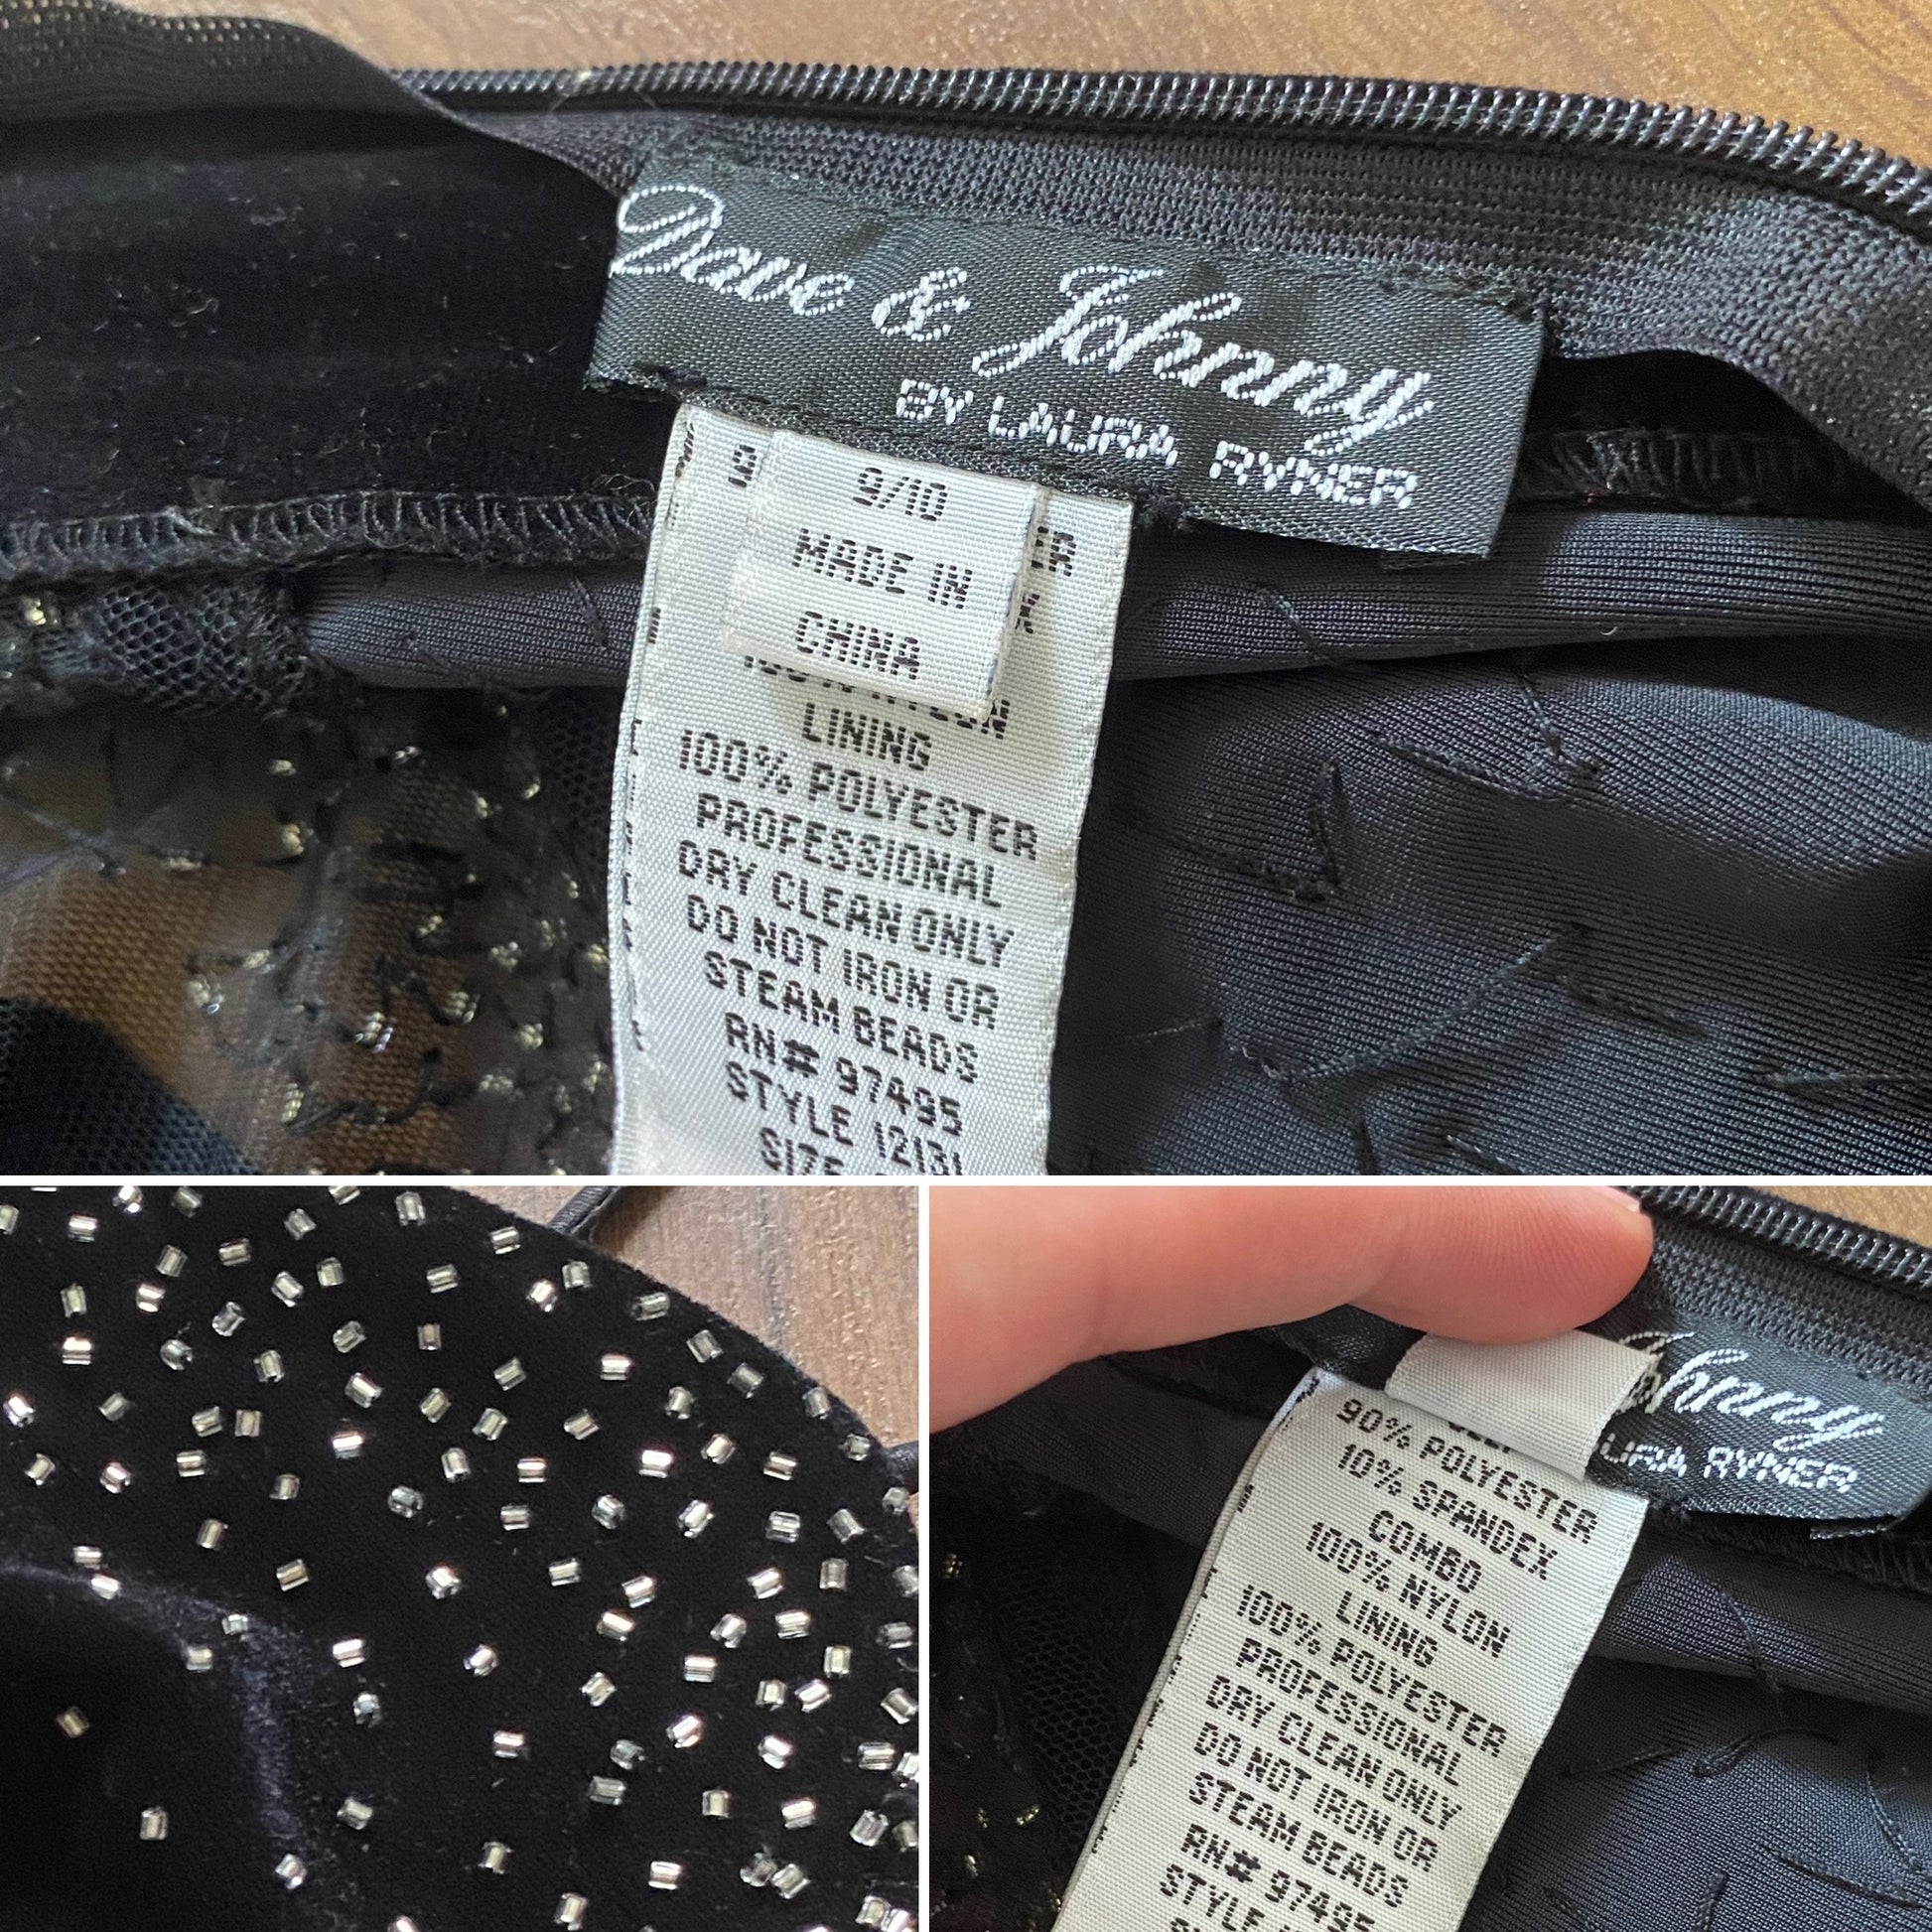 Dave & Johnny
BY LAURA RYNER
9/10
MADE IN
CHINA
LINING
100% POLYESTER
PROFESSIONAL
DRY CLEAN ONLY
DO NOT IRON OR
STEAM BEADS
RN# 97495
STYLE 12131
SIZE
RYNER
90% POLYESTER
10% SPANDEX
COMBO
100% NYLON
LINING
100% POLYESTER
PROFESSIONAL
DRY CLEAN ONLY
DO NOT IRON OR
STEAM BEADS
RN# 97495
STYLE